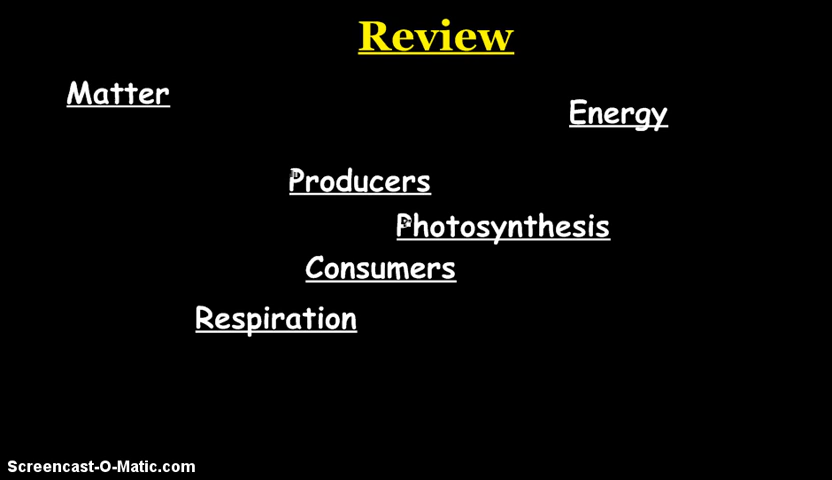 Review
Matter
Energy
Producers
Photosynthesis
Consumers
Respiration
Screencast-O-Matic.com